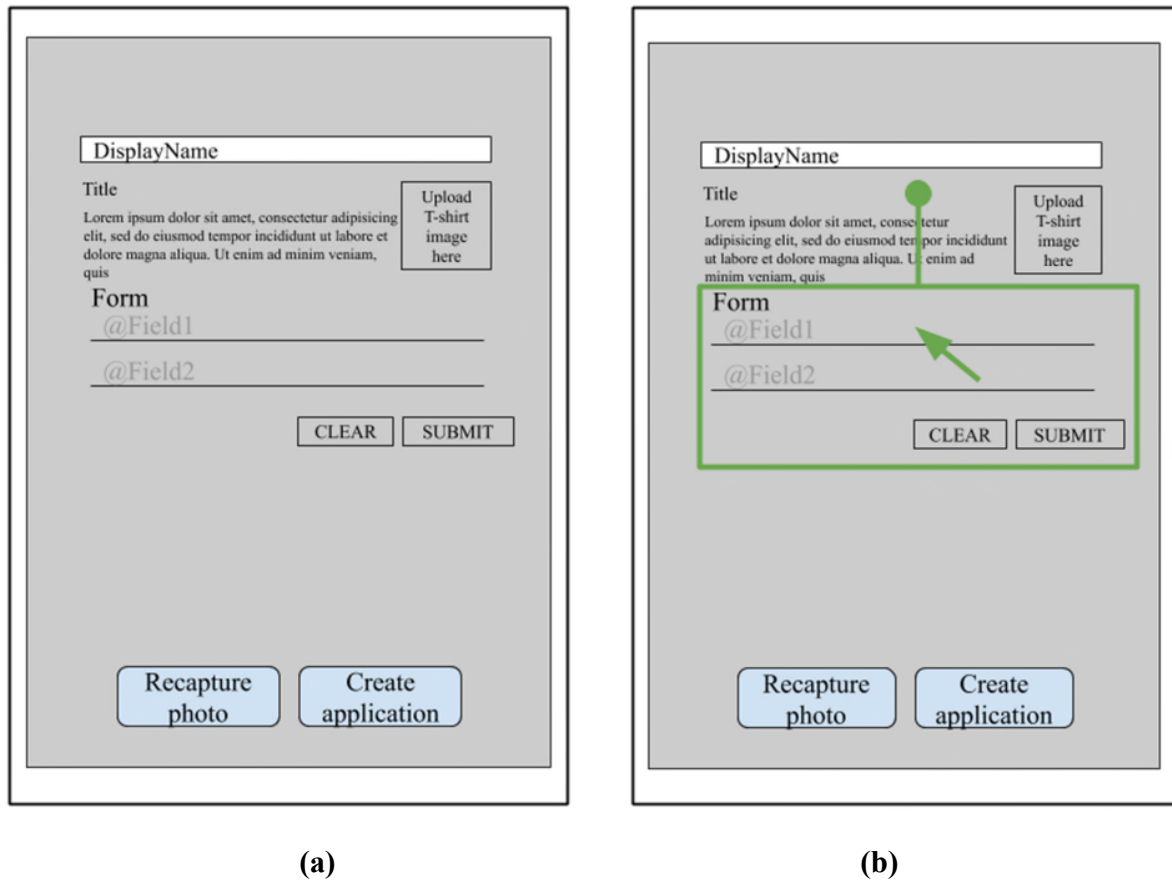 DisplayName
Title
Lorem ipsum dolor sit amet, consectetur adipisicing
elit, sed do eiusmod tempor incididunt ut labore et
dolore magna aliqua. Ut enim ad minim veniam,
quis
Upload
T-shirt
image
here
Form
@Field1
@Field2
CLEAR
SUBMIT
Recapture
photo
Create
application
(a)
DisplayName
Title
Lorem ipsum dolor sit amet, consectetur
adipisicing elit, sed do eiusmod tempor incididunt
ut labore et dolore magna aliqua. Ut enim ad
minim veniam, quis
Upload
T-shirt
image
here
Form
@Field1
@Field2
CLEAR
SUBMIT
Recapture
photo
Create
application
(b)